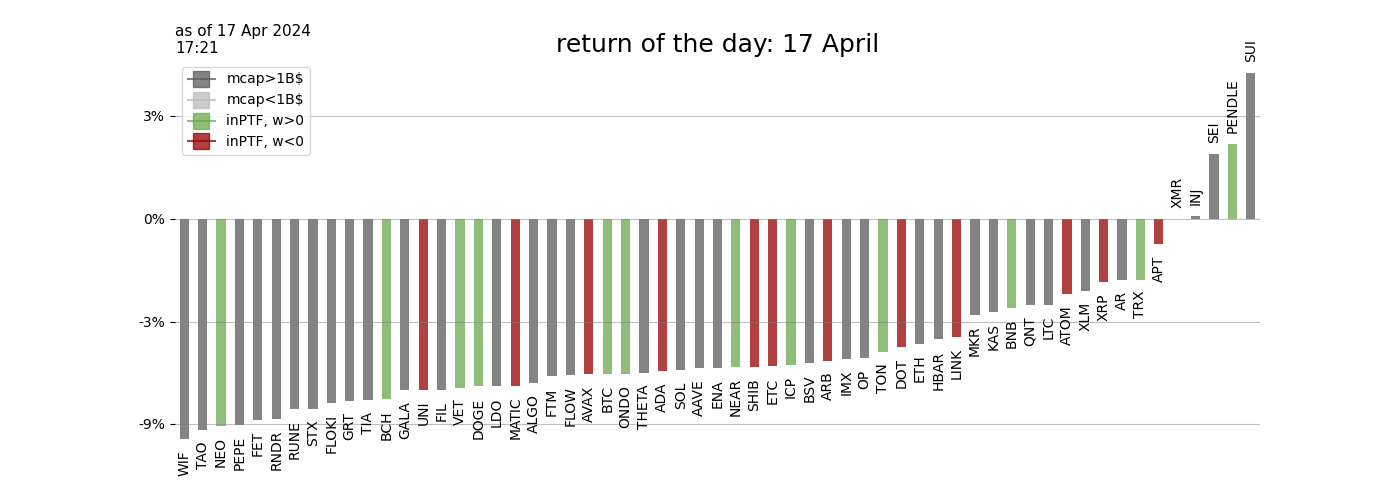 as of 17 Apr 2024
17:21
return of the day: 17 April
mcap>1B$
mcap<1B$
inPTF, w>0
inPTF, w<0
3%
0%
-3%
-9%
WIF
TAO
NEO
PEPE
FET
RNDR
RUNE
STX
FLOKI
GRT
TIA
BCH
GALA
UNI
FIL
VET
DOGE
LDO
MATIC
ALGO
FTM
FLOW
AVAX
BTC
ONDO
THETA
ADA
SOL
AAVE
ENA
NEAR
SHIB
ETC
ICP
BSV
ARB
IMX
OP
TON
DOT
ETH
HBAR
LINK
MKR
KAS
BNB
QNT
LTC
ATOM
XLM
XRP
AR
TRX
APT
XMR
INJ
SEI
PENDLE
SUI